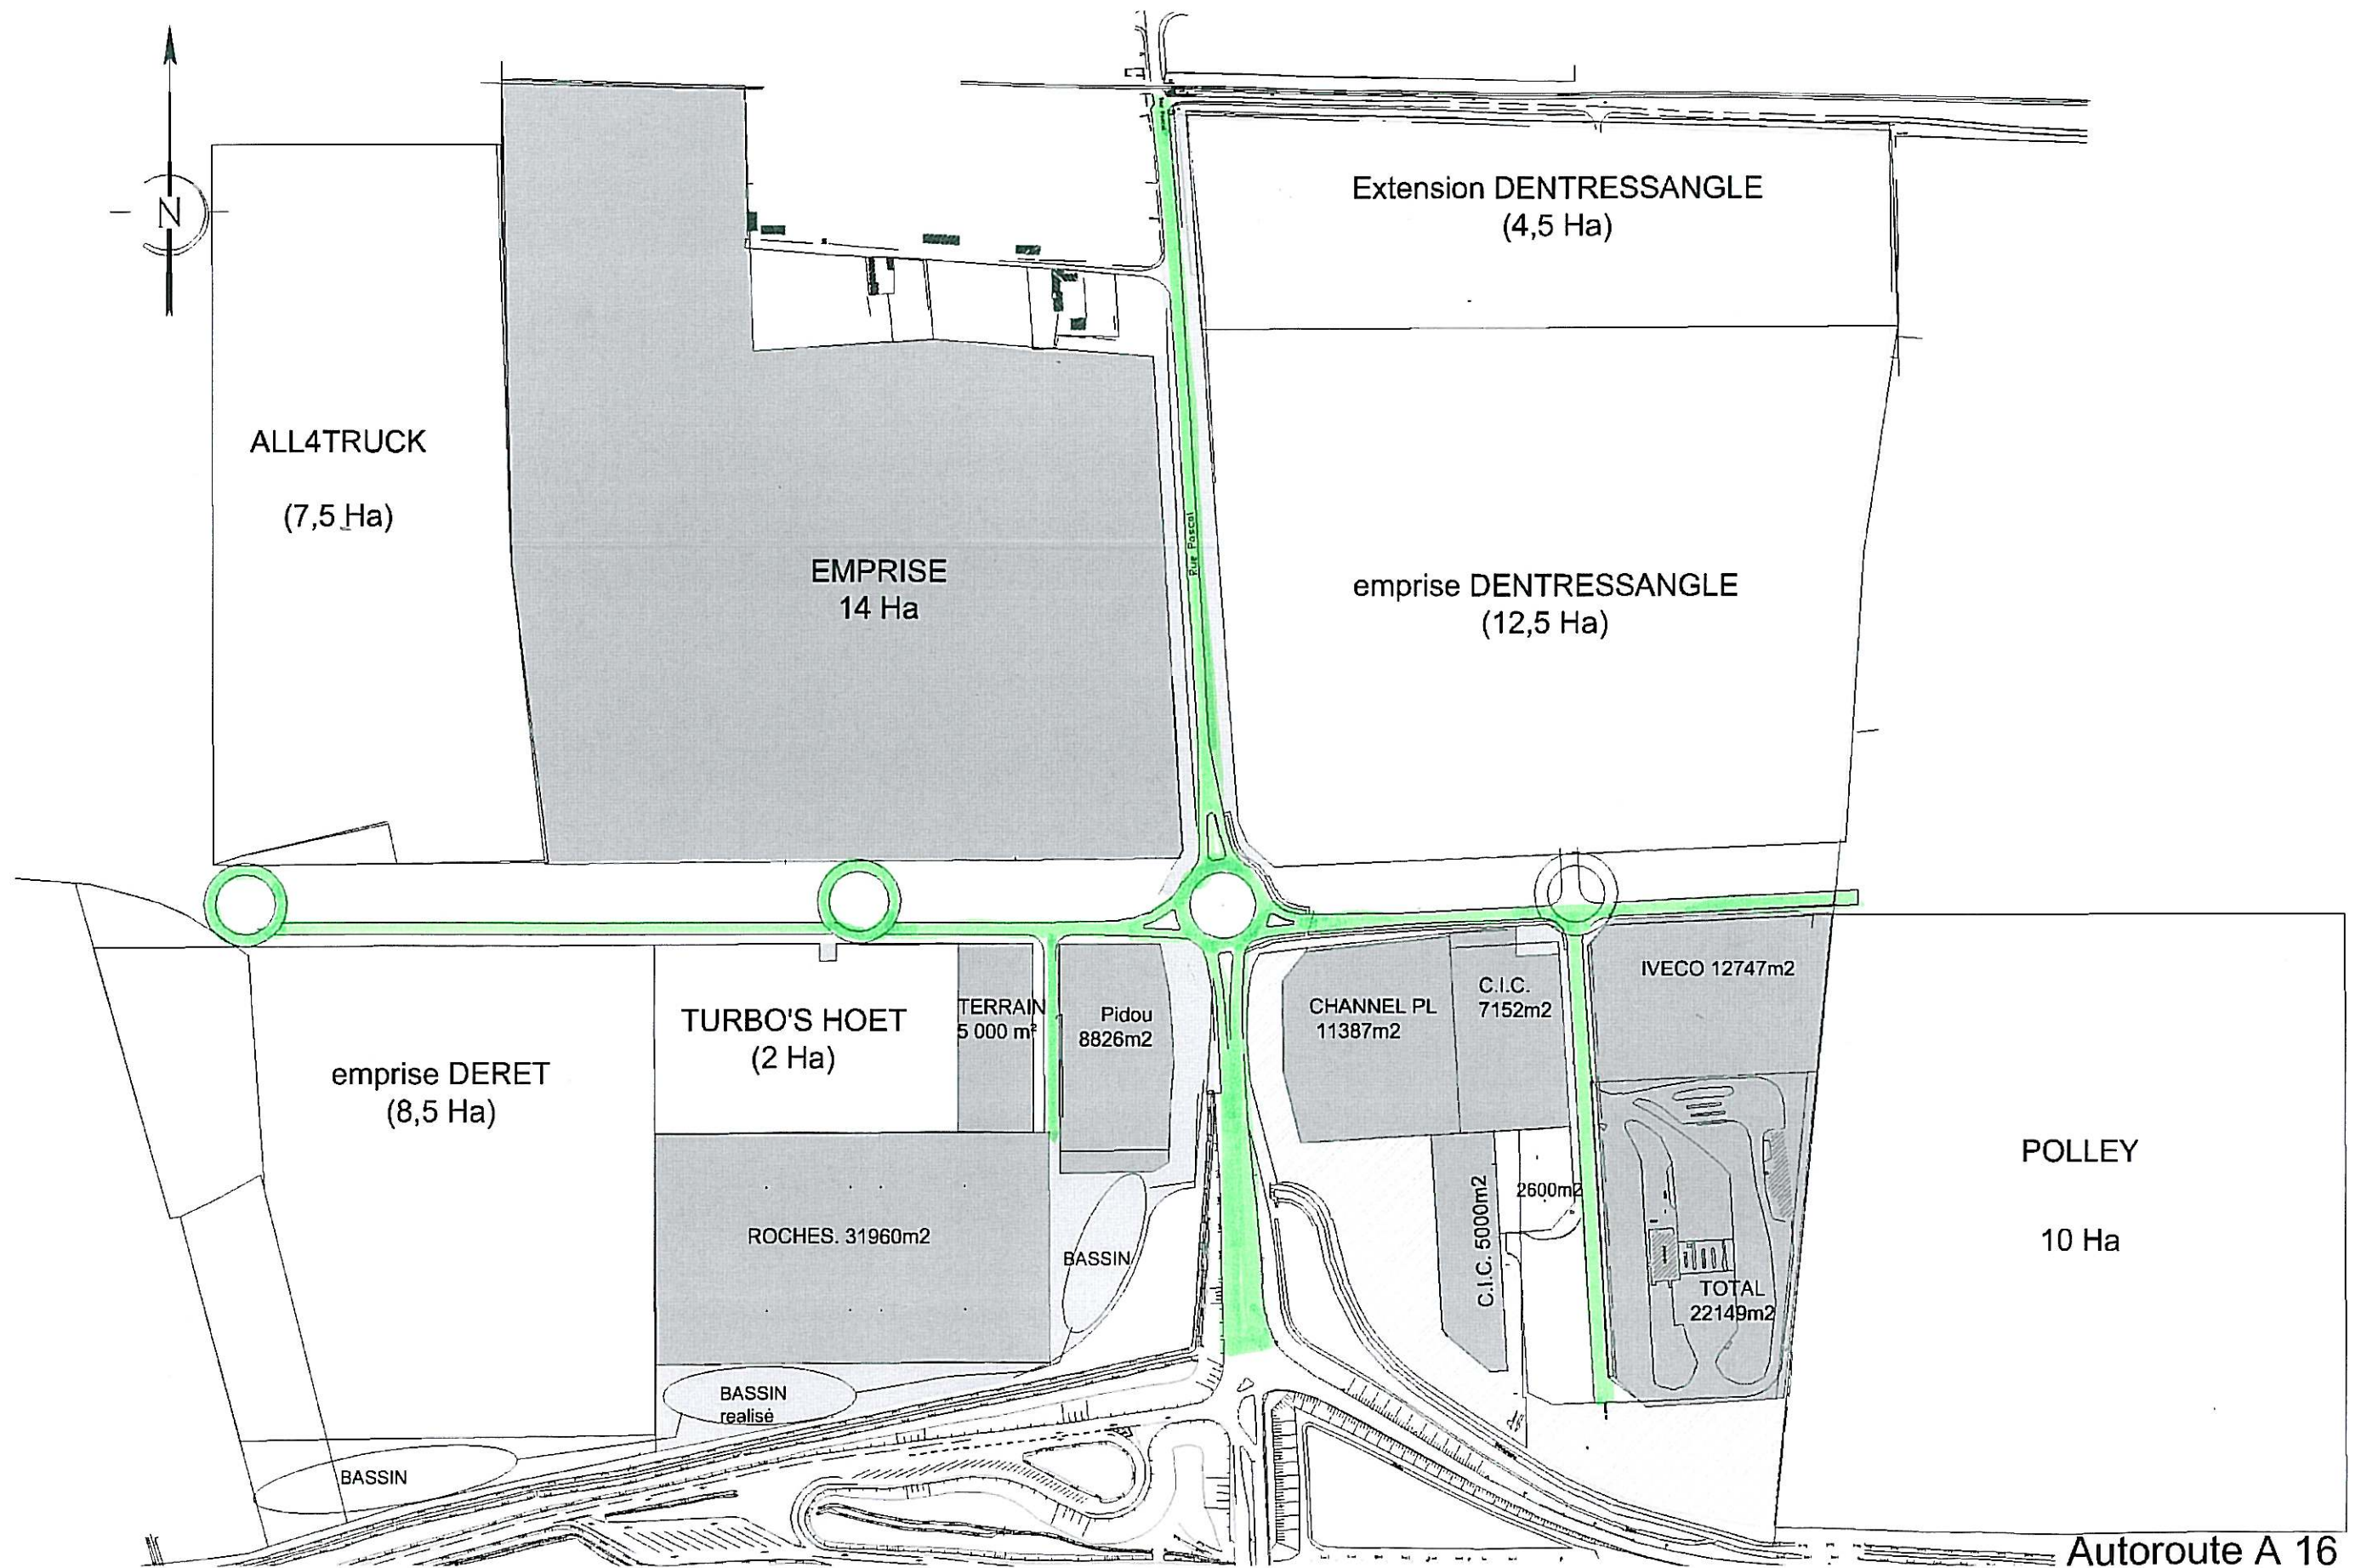 N
Extension DENTRESSANGLE
(4,5 Ha)
ALL4TRUCK
(7,5 Ha)
EMPRISE
14 Ha
Rue Pascal
emprise DENTRESSANGLE
(12,5 Ha)
IVECO 12747m2
C.I.C.
7152m2
CHANNEL PL
11387m2
TERRAIN
5 000 m²
Pidou
8826m2
TURBO'S HOET
(2 Ha)
emprise DERET
(8,5 Ha)
POLLEY
10 Ha
2600m2
C.I.C. 5000m2
ROCHES. 31960m2
BASSIN
TOTAL
22149m2
BASSIN
realisé
BASSIN
Autoroute A 16